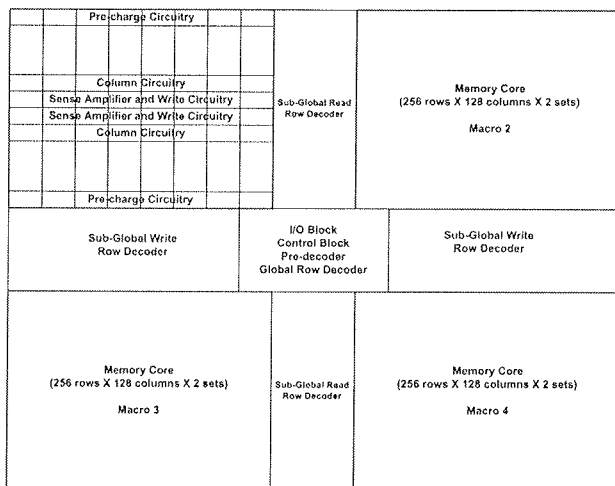 Pre-charge Circuitry
Column Circuitry
Sense Amplifier and Write Circuitry
Sense Amplifier and Write Circuitry
Column Circuitry
Pre-charge Circuitry
Sub-Global Read
Row Decoder
Memory Core
(256 rows X 128 columns X 2 sets)
Macro 2
Sub-Global Write
Row Decoder
I/O Block
Control Block
Pre-decoder
Global Row Decoder
Sub-Global Write
Row Decoder
Memory Core
(256 rows X 128 columns X 2 sets)
Macro 3
Sub-Global Read
Row Decoder
Memory Core
(256 rows X 128 columns X 2 sets)
Macro 4